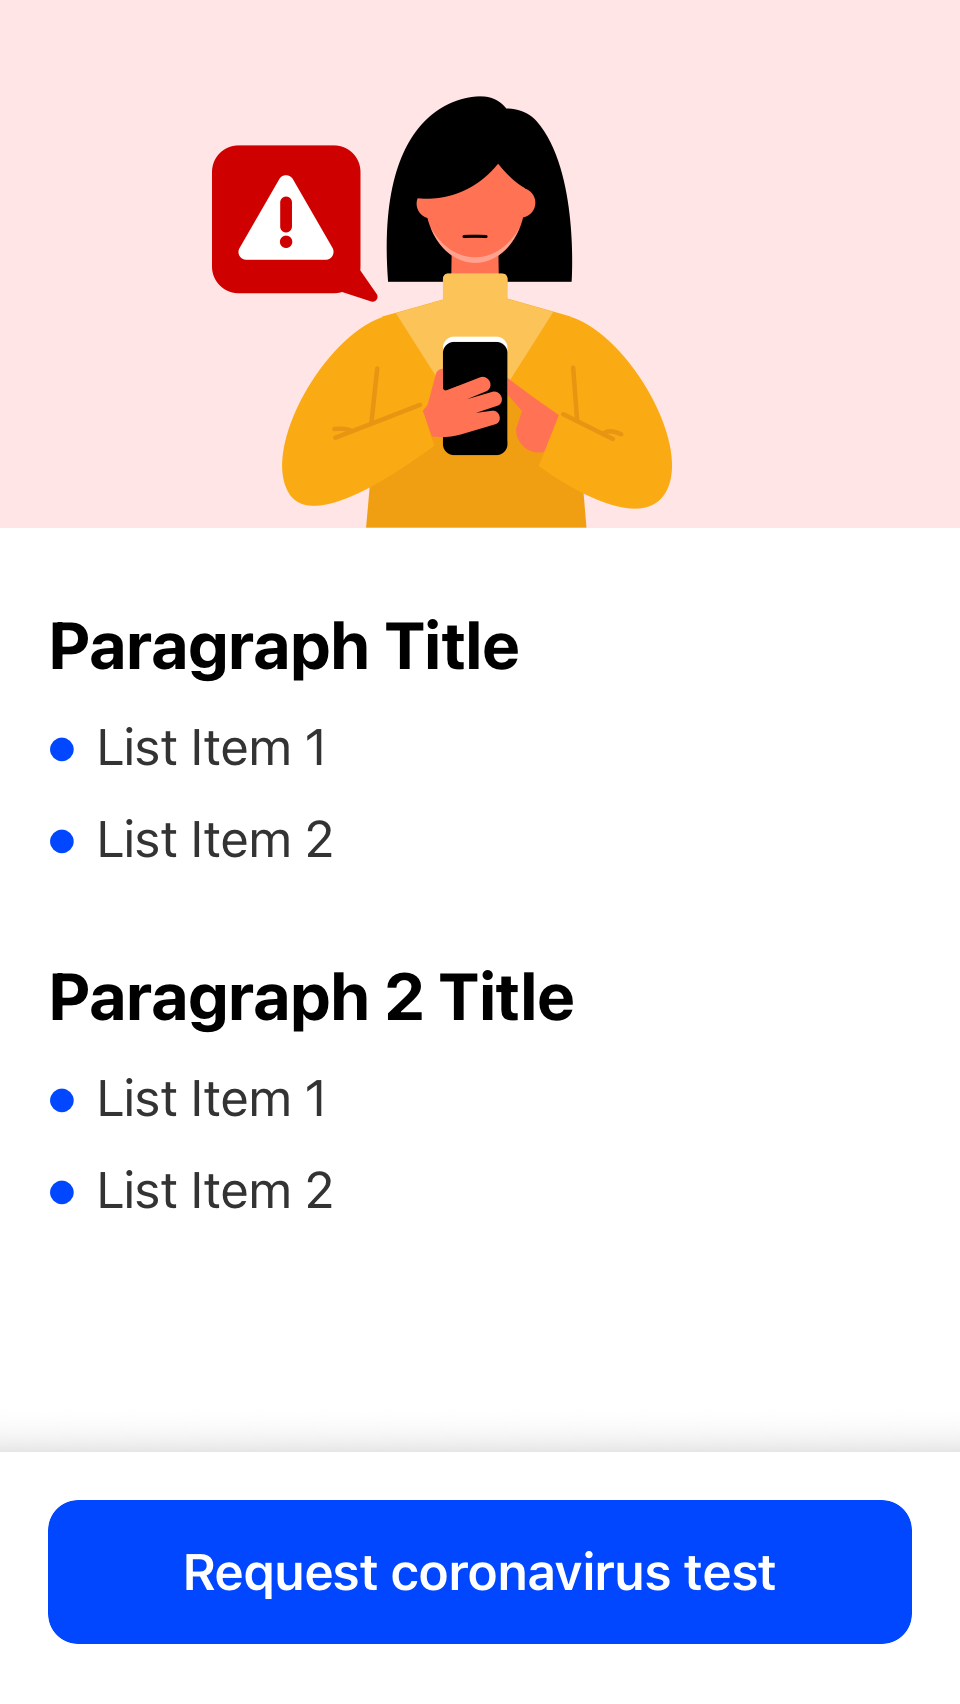 Paragraph Title
List Item 1
List Item 2
Paragraph 2 Title
List Item 1
List Item 2
Request coronavirus test